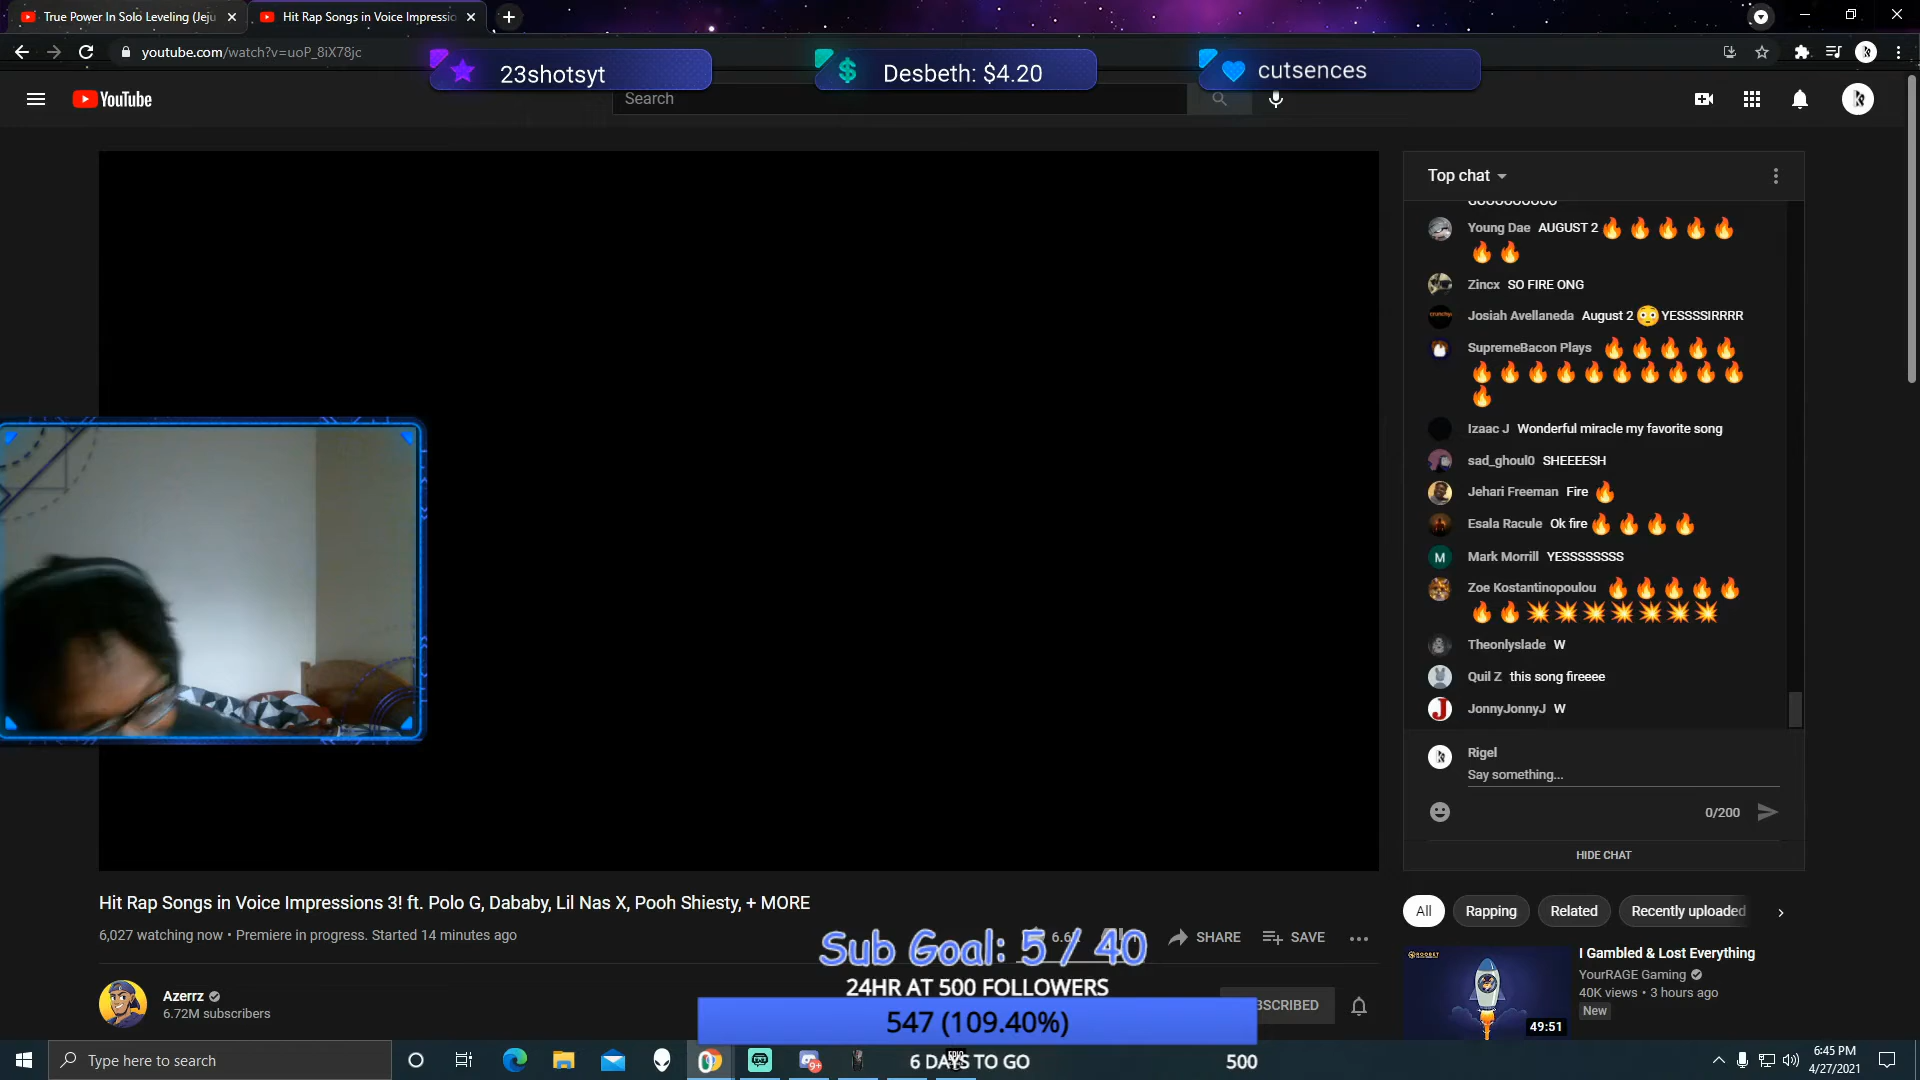 True Power In Solo Leveling (Jeju
Hit Rap Songs in Voice Impressio
youtube.com/watch?v=uoP_8iX78jc
23shotsyt
Desbeth: $4.20
cutsences
YouTube
Search
Top chat
Young Dae AUGUST 2🔥🔥🔥🔥🔥
🔥🔥
Zincx SO FIRE ONG
Josiah Avellaneda August 2😳YESSSSIRRRR
SupremeBacon Plays 🔥🔥🔥🔥🔥
🔥🔥🔥🔥🔥🔥🔥🔥🔥🔥
🔥
Izaac J Wonderful miracle my favorite song
sad_ghoul0 SHEEEESH
Jehari Freeman Fire🔥
Esala Racule Ok fire🔥🔥🔥🔥
M Mark Morrill YESSSSSSSS
Zoe Kostantinopoulou 🔥🔥🔥🔥🔥
🔥🔥💥💥💥💥💥💥💥
Theonlyslade W
Quil Z this song fireeee
J JonnyJonnyJ W
Rigel
Say something...
0/200
HIDE CHAT
Hit Rap Songs in Voice Impressions 3! ft. Polo G, Dababy, Lil Nas X, Pooh Shiesty, + MORE
6,027 watching now • Premiere in progress. Started 14 minutes ago
SHARE
SAVE
Sub Goal: 5 / 40
24HR AT 500 FOLLOWERS
547 (109.40%)
6 DAYS TO GO
500
Azerrz
6.72M subscribers
All
Rapping
Related
Recently uploaded
I Gambled & Lost Everything
YourRAGE Gaming
40K views • 3 hours ago
New
49:51
Type here to search
9+
6:45 PM
4/27/2021